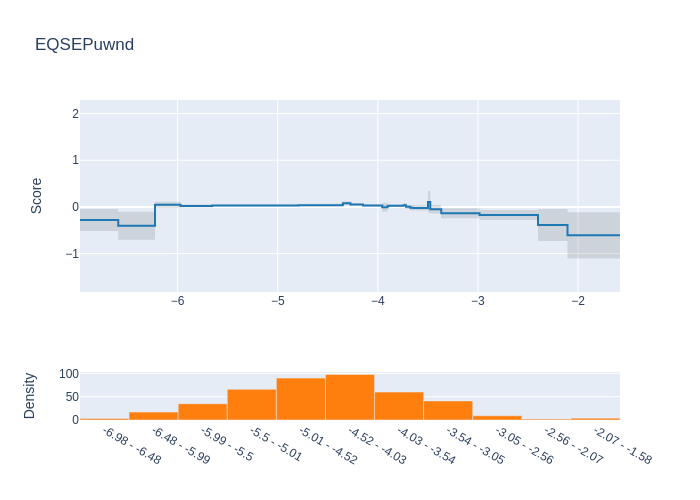 EQSEPuwnd
Score
2
1
0
−1
−6
−5
−4
−3
−2
Density
100
50
0
-6.98 - -6.48
-6.48 - -5.99
-5.99 - -5.5
-5.5 - -5.01
-5.01 - -4.52
-4.52 - -4.03
-4.03 - -3.54
-3.54 - -3.05
-3.05 - -2.56
-2.56 - -2.07
-2.07 - -1.58